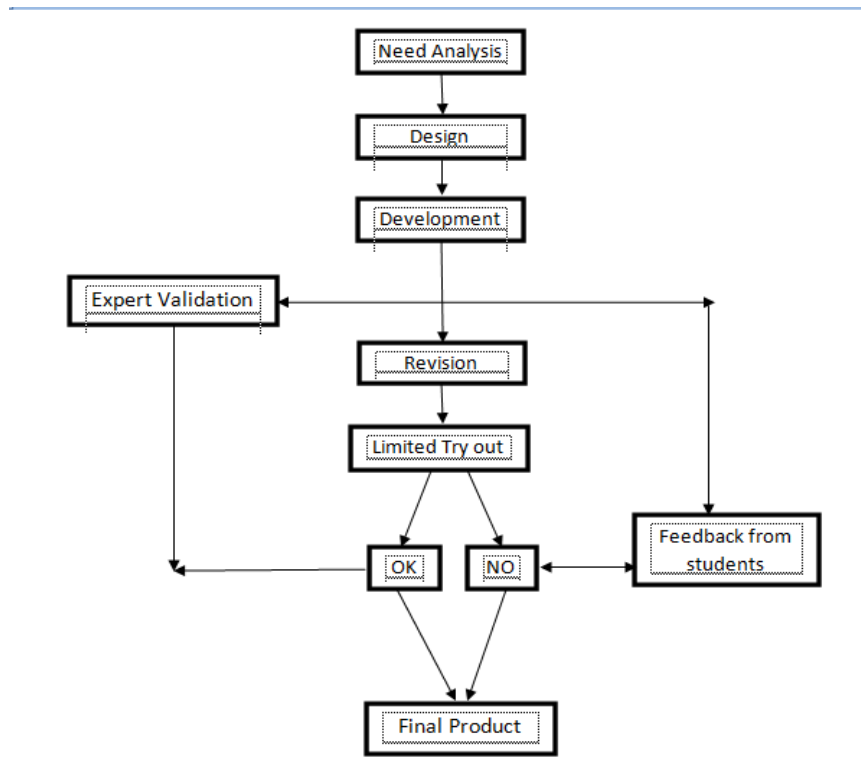 Need Analysis
Design
Development
Expert Validation
Revision
Limited Try out
OK
NO
Feedback from
students
Final Product